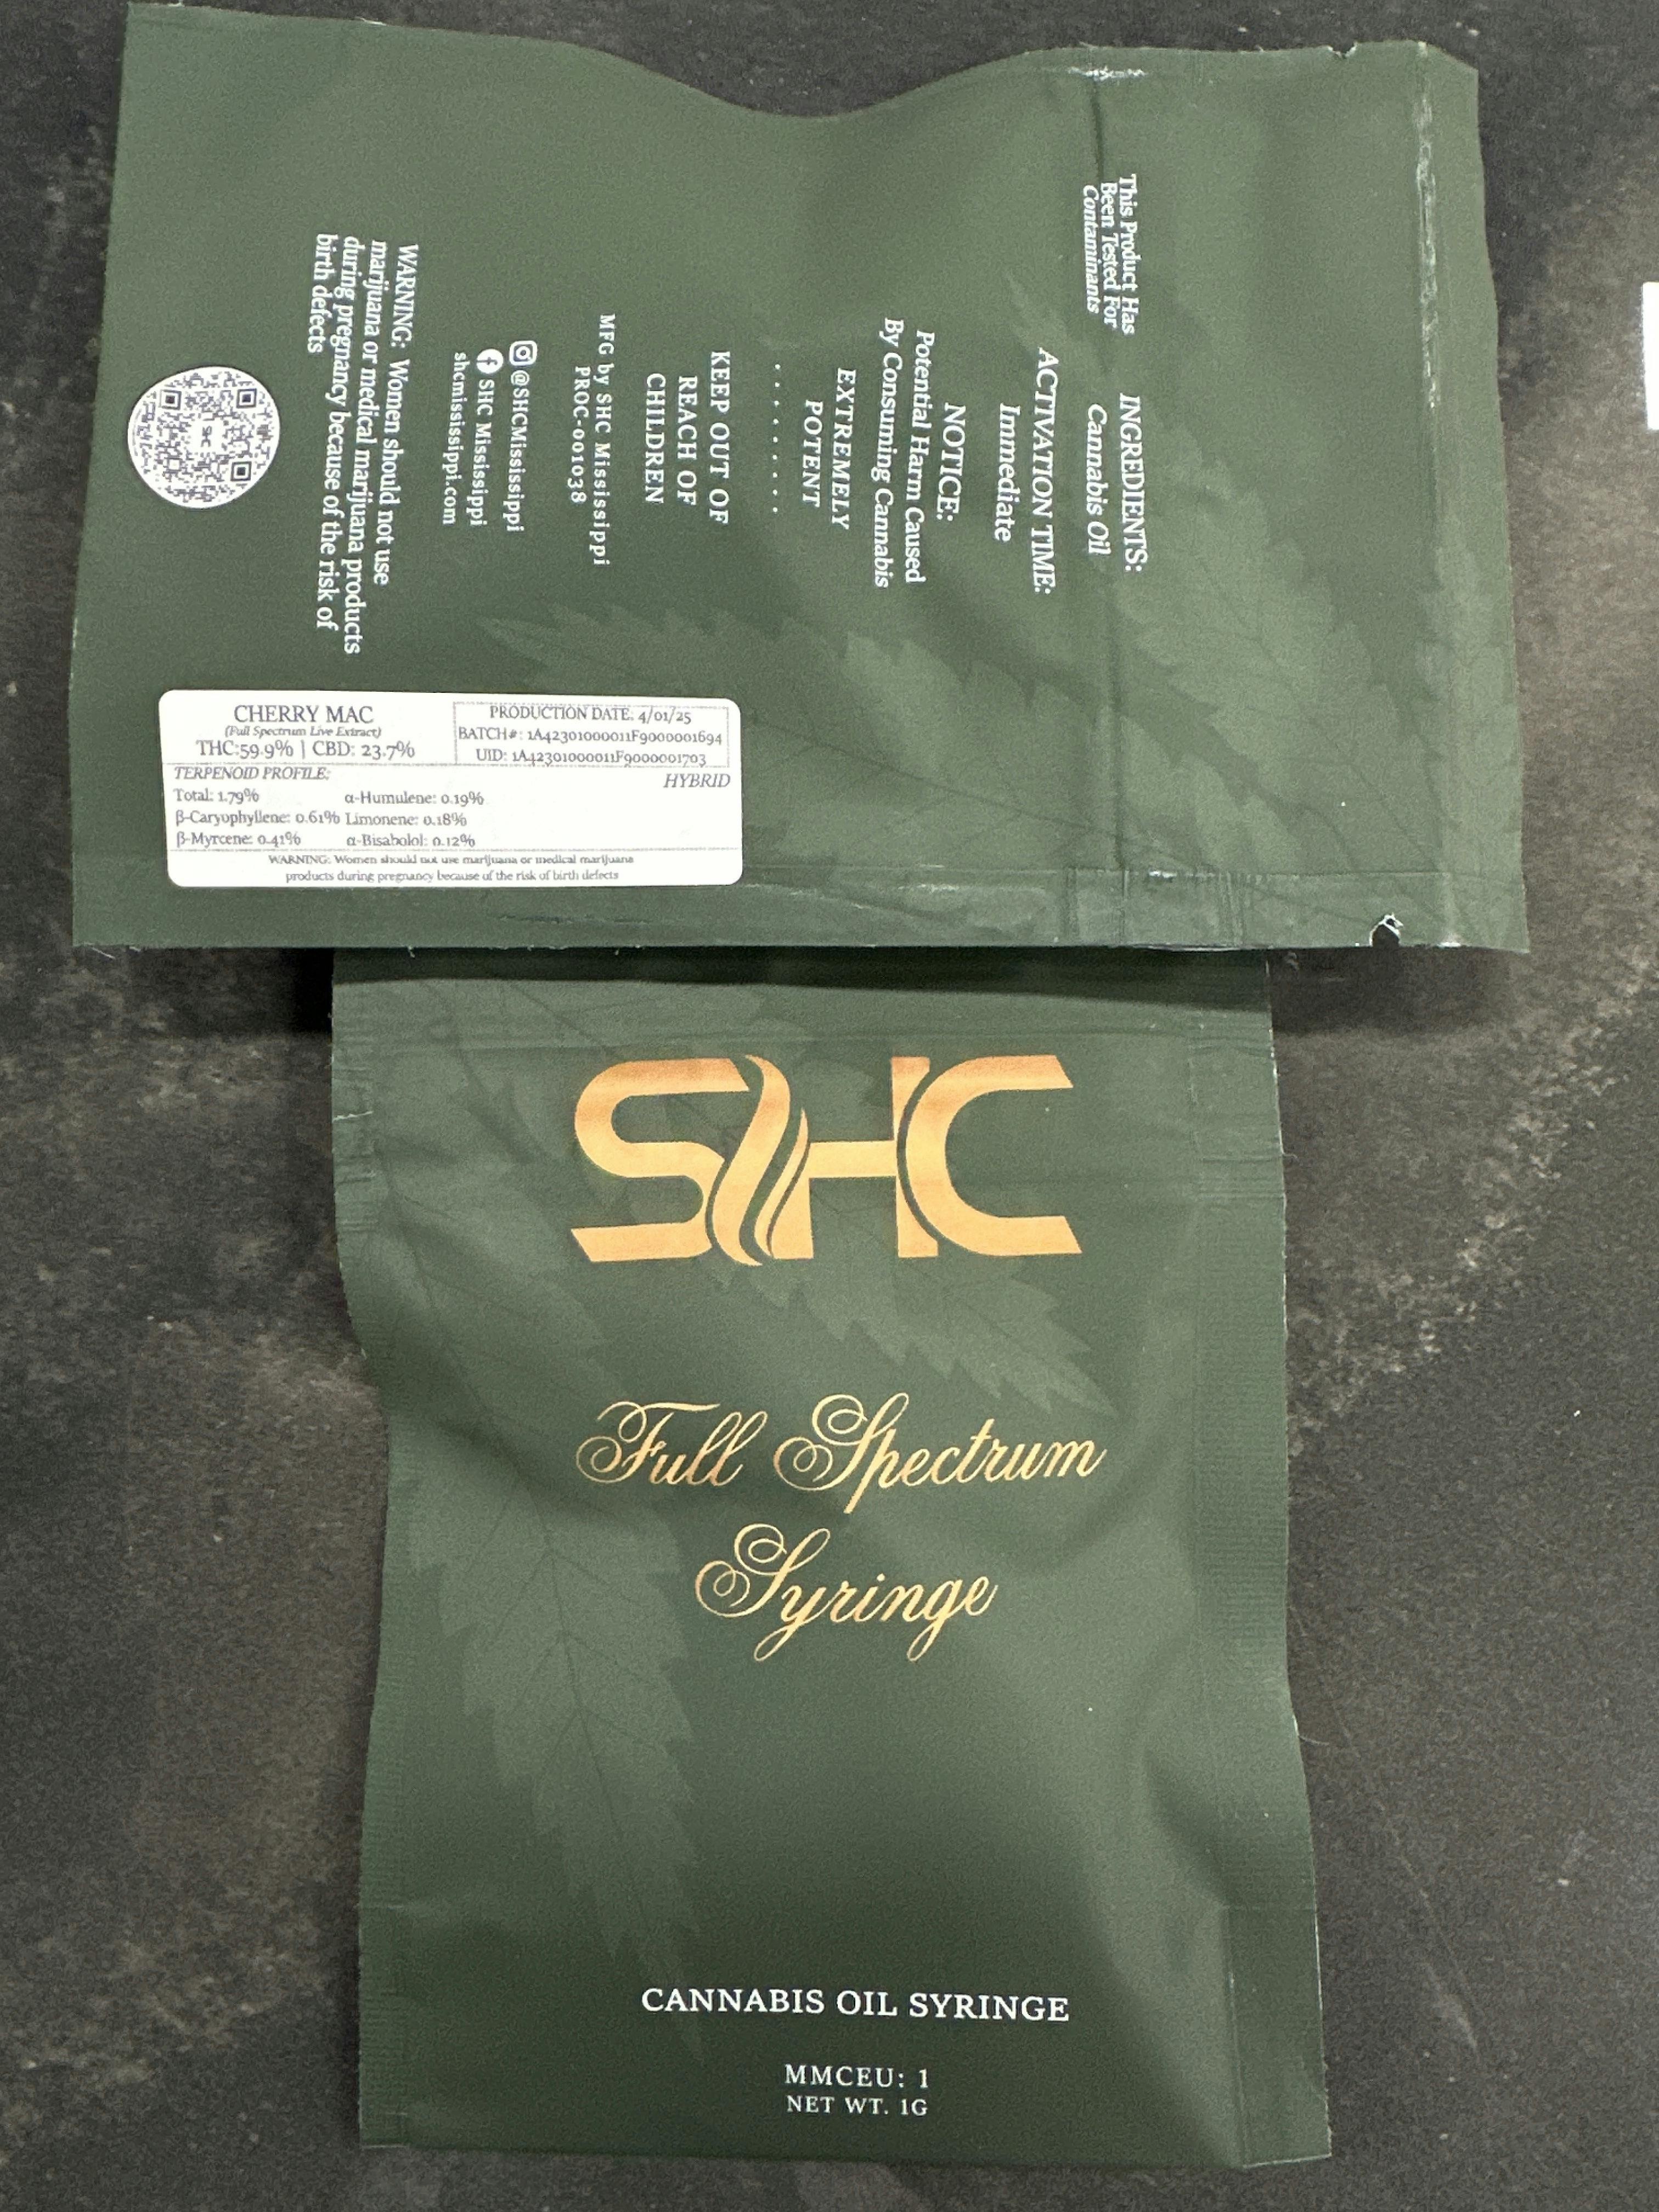 This Product Has
Been Tested For
Contaminants
INGREDIENTS:
Cannabis Oil
ACTIVATION TIME:
Immediate
NOTICE:
Potential Harm Caused
By Consuming Cannabis
EXTREMELY
POTENT
........
KEEP OUT OF
REACH OF
CHILDREN
MFG by SHC Mississippi
PROC-001038
@SHCMississippi
SHC Mississippi
shcmississippi.com
WARNING: Women should not use
marijuana or medical marijuana products
during pregnancy because of the risk of
birth defects
SHC
CHERRY MAC
(Full Spectrum Live Extract)
THC:59.9% | CBD: 23.7%
PRODUCTION DATE: 4/01/25
BATCH#: 1A42301000011F9000001694
UID: 1A42301000011F9000001703
TERPENOID PROFILE:
HYBRID
Total: 1.79% α-Humulene: 0.19%
β-Caryophyllene: 0.61% Limonene: 0.18%
β-Myrcene: 0.41% α-Bisabolol: 0.12%
WARNING: Women should not use marijuana or medical marijuana
products during pregnancy because of the risk of birth defects
SHC
Full Spectrum
Syringe
CANNABIS OIL SYRINGE
MMCEU: 1
NET WT. 1G